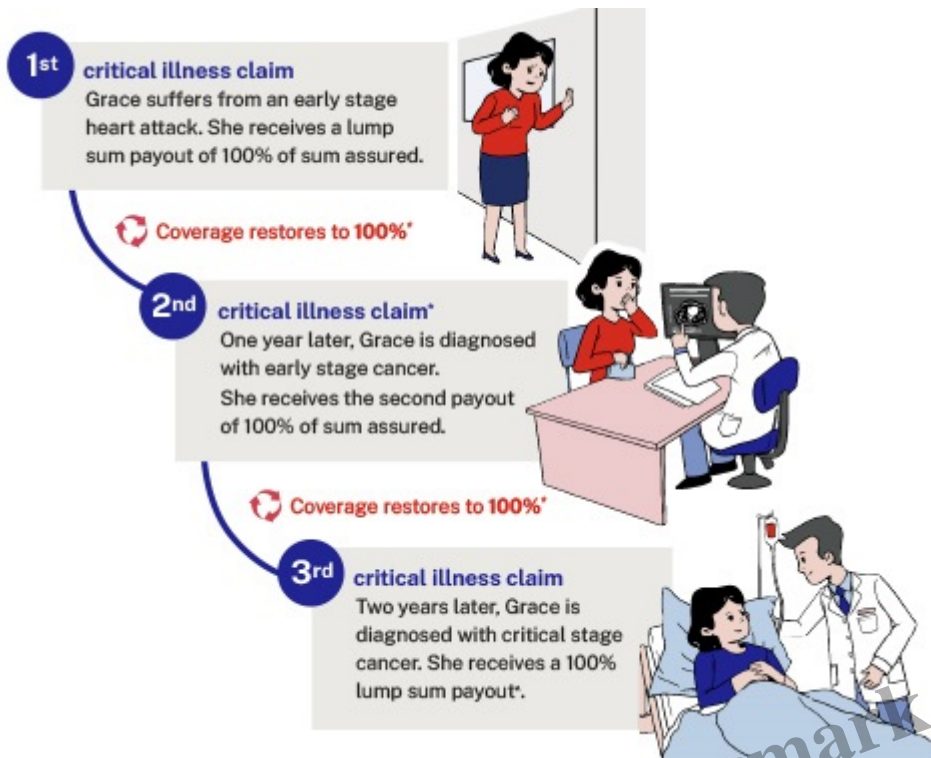 1st
critical illness claim
Grace suffers from an early stage
heart attack. She receives a lump
sum payout of 100% of sum assured.
Coverage restores to 100%*
2nd
critical illness claim*
One year later, Grace is diagnosed
with early stage cancer.
She receives the second payout
of 100% of sum assured.
Coverage restores to 100%*
3rd
critical illness claim
Two years later, Grace is
diagnosed with critical stage
cancer. She receives a 100%
lump sum payout*.
mark